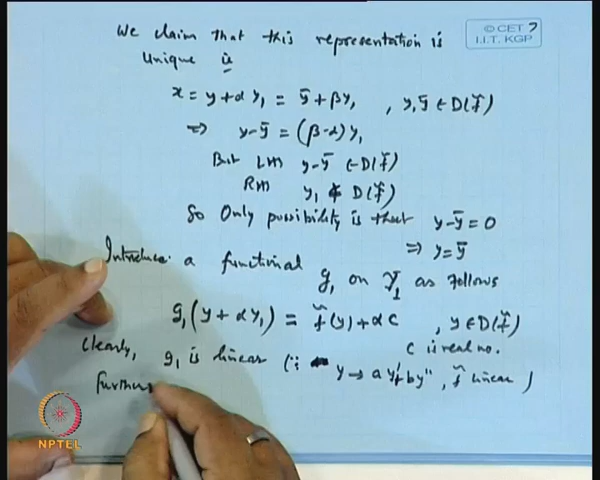 © CET 7
I.I.T. KGP
We claim that this representation is
Unique ie
x = y + α y₁ = ȳ + β y₁ , y, ȳ ∈ D(f̃)
⇒ y - ȳ = (β - α) y₁
But LHS y - ȳ ∈ D(f̃)
RHS y₁ ∉ D(f̃)
So Only possibility is that y - ȳ = 0
⇒ y = ȳ
Introduce a functional g₁ on Y₁ as follows
g₁(y + α y₁) = f̃(y) + α c , y ∈ D(f̃)
c is real no.
Clearly, g₁ is linear (∵ y → a y' + b y'', f̃ linear)
Further
NPTEL